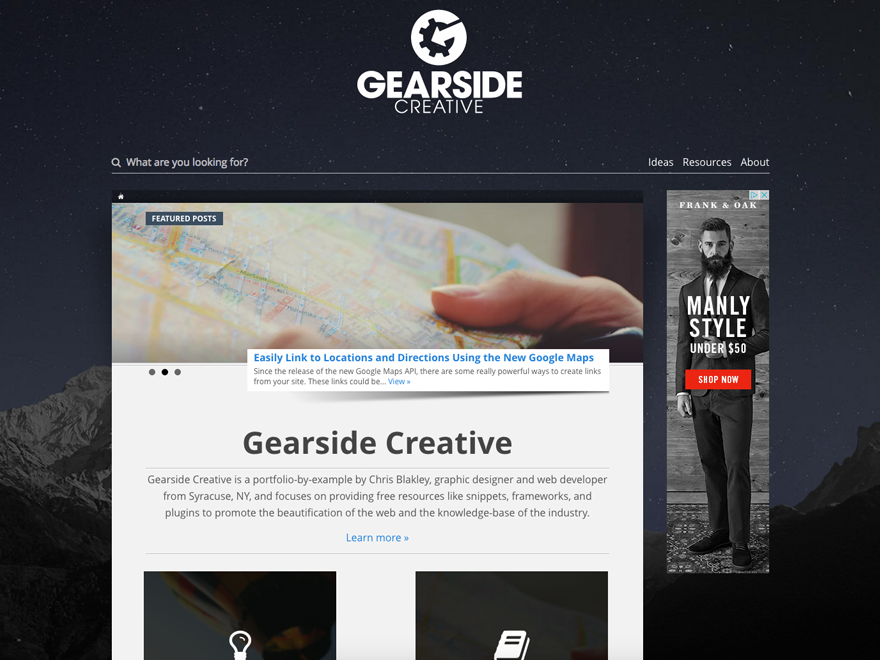 GEARSIDE
CREATIVE
What are you looking for?
Ideas Resources About
FEATURED POSTS
Easily Link to Locations and Directions Using the New Google Maps
Since the release of the new Google Maps API, there are some really powerful ways to create links
from your site. These links could be... View »
FRANK & OAK
MANLY
STYLE
UNDER $50
SHOP NOW
Gearside Creative
Gearside Creative is a portfolio-by-example by Chris Blakley, graphic designer and web developer
from Syracuse, NY, and focuses on providing free resources like snippets, frameworks, and
plugins to promote the beautification of the web and the knowledge-base of the industry.
Learn more »